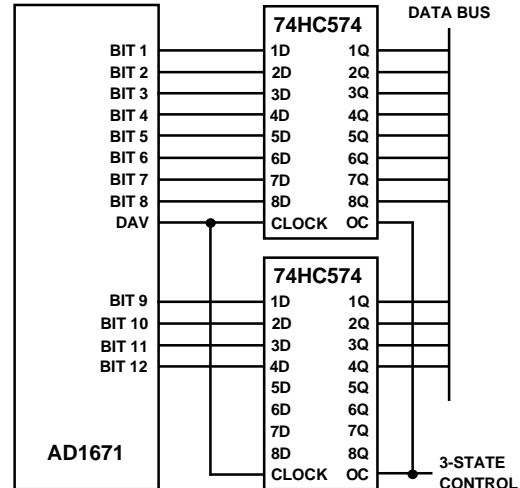 DATA BUS
74HC574
BIT 1 1D 1Q
BIT 2 2D 2Q
BIT 3 3D 3Q
BIT 4 4D 4Q
BIT 5 5D 5Q
BIT 6 6D 6Q
BIT 7 7D 7Q
BIT 8 8D 8Q
DAV CLOCK OC
74HC574
BIT 9 1D 1Q
BIT 10 2D 2Q
BIT 11 3D 3Q
BIT 12 4D 4Q
5D 5Q
6D 6Q
7D 7Q
8D 8Q
AD1671
CLOCK OC
3-STATE
CONTROL